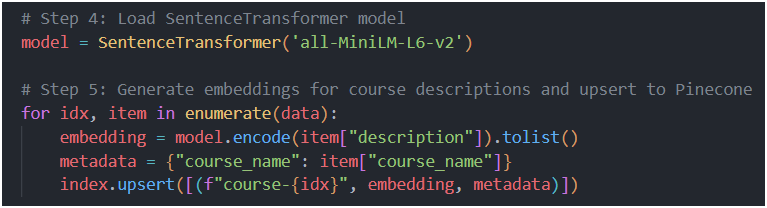 # Step 4: Load SentenceTransformer model
model = SentenceTransformer('all-MiniLM-L6-v2')
# Step 5: Generate embeddings for course descriptions and upsert to Pinecone
for idx, item in enumerate(data):
    embedding = model.encode(item["description"]).tolist()
    metadata = {"course_name": item["course_name"]}
    index.upsert([(f"course-{idx}", embedding, metadata)])